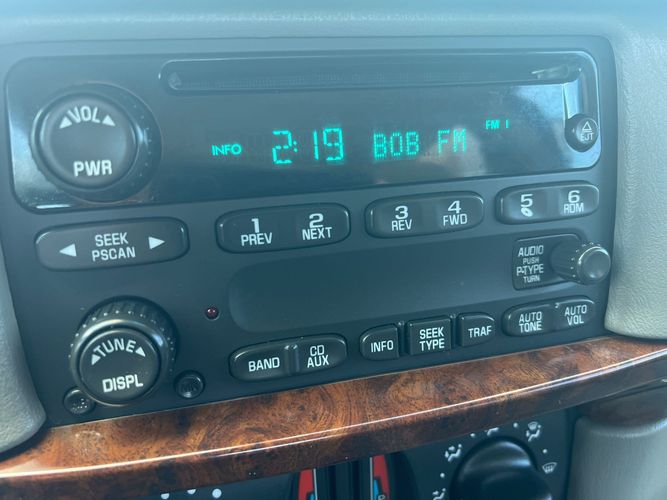 VOL
PWR
INFO 2:19 BOB FM FM 1
EJT
SEEK
PSCAN
1
PREV
2
NEXT
3
REV
4
FWD
5
6
RDM
AUDIO
PUSH
P-TYPE
TURN
TUNE
DISPL
BAND
CD
AUX
INFO
SEEK
TYPE
TRAF
AUTO
TONE
AUTO
VOL